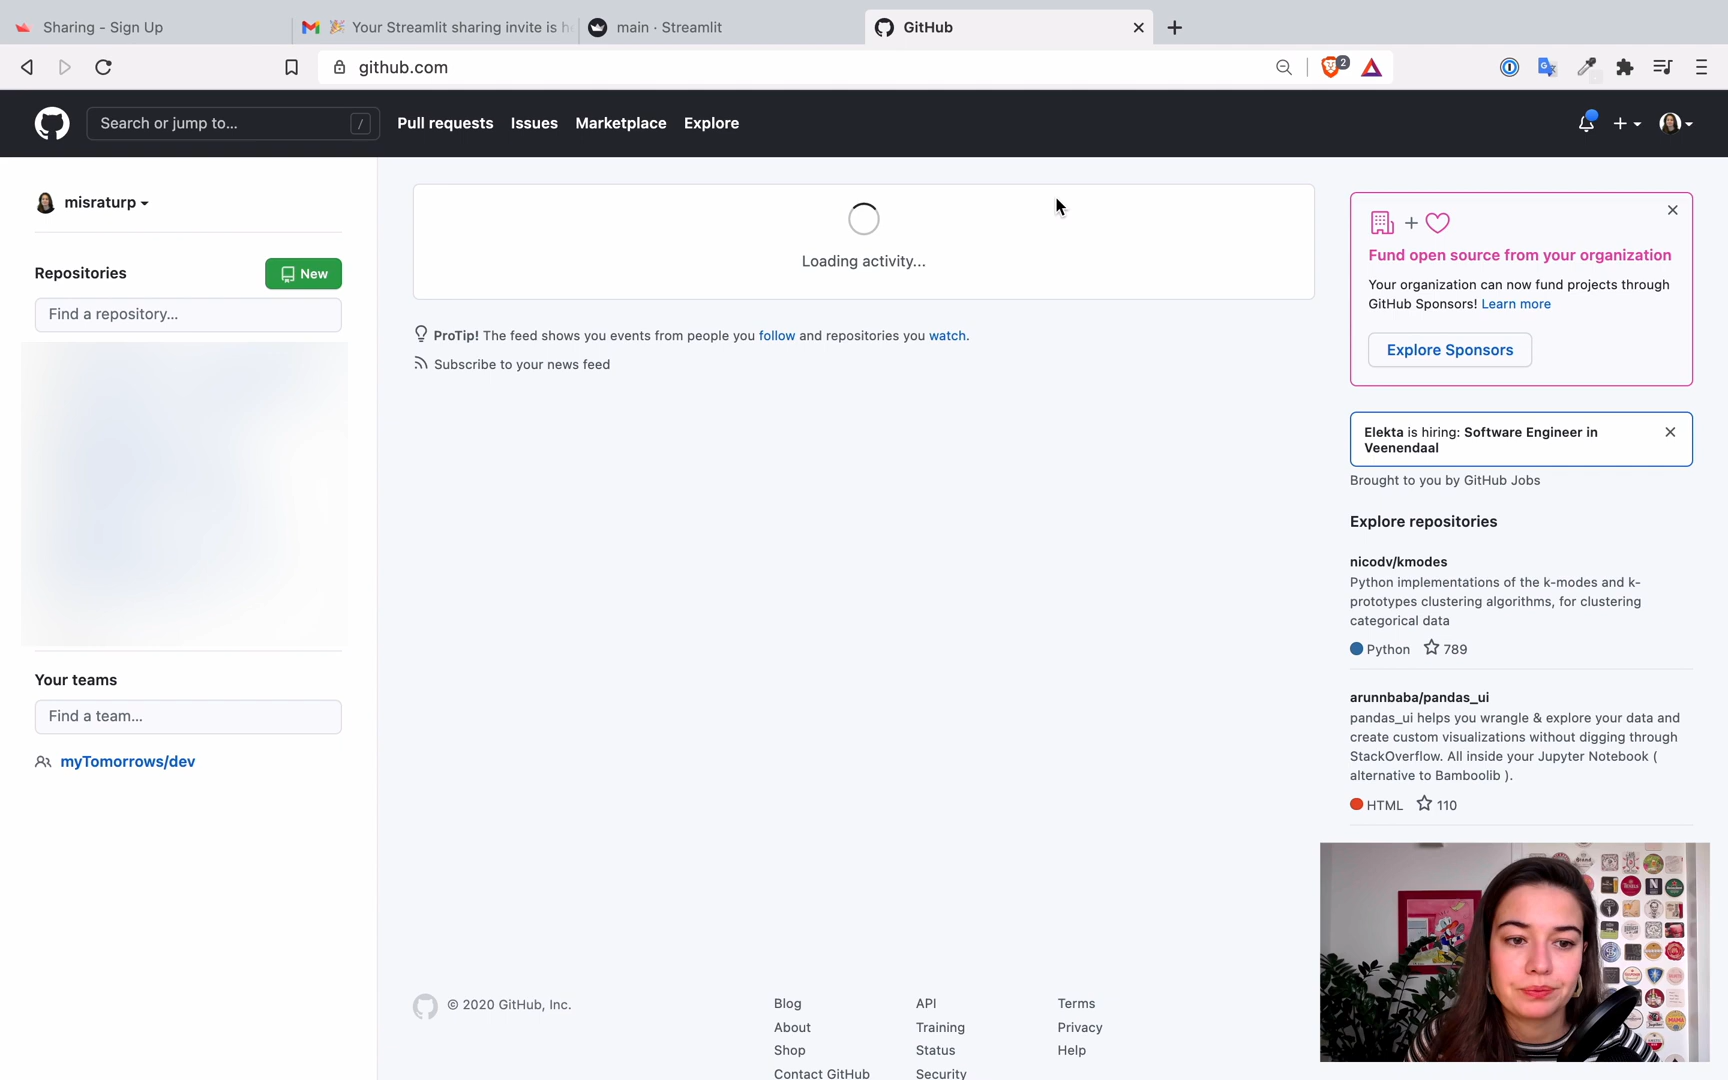 Sharing - Sign Up
🎉 Your Streamlit sharing invite is h
main · Streamlit
GitHub
github.com
2
Search or jump to...
/
Pull requests
Issues
Marketplace
Explore
misraturp
Repositories
New
Find a repository...
Your teams
Find a team...
myTomorrows/dev
Loading activity...
ProTip! The feed shows you events from people you follow and repositories you watch.
Subscribe to your news feed
Fund open source from your organization
Your organization can now fund projects through
GitHub Sponsors! Learn more
Explore Sponsors
Elekta is hiring: Software Engineer in
Veenendaal
Brought to you by GitHub Jobs
Explore repositories
nicodv/kmodes
Python implementations of the k-modes and k-
prototypes clustering algorithms, for clustering
categorical data
Python 789
arunnbaba/pandas_ui
pandas_ui helps you wrangle & explore your data and
create custom visualizations without digging through
StackOverflow. All inside your Jupyter Notebook (
alternative to Bamboolib ).
HTML 110
© 2020 GitHub, Inc.
Blog
About
Shop
Contact GitHub
API
Training
Status
Security
Terms
Privacy
Help